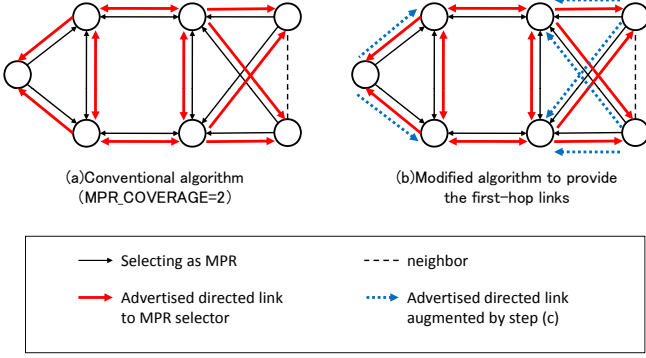 (a)Conventional algorithm
(MPR_COVERAGE=2)
(b)Modified algorithm to provide
the first-hop links
Selecting as MPR
neighbor
Advertised directed link
to MPR selector
Advertised directed link
augmented by step (c)